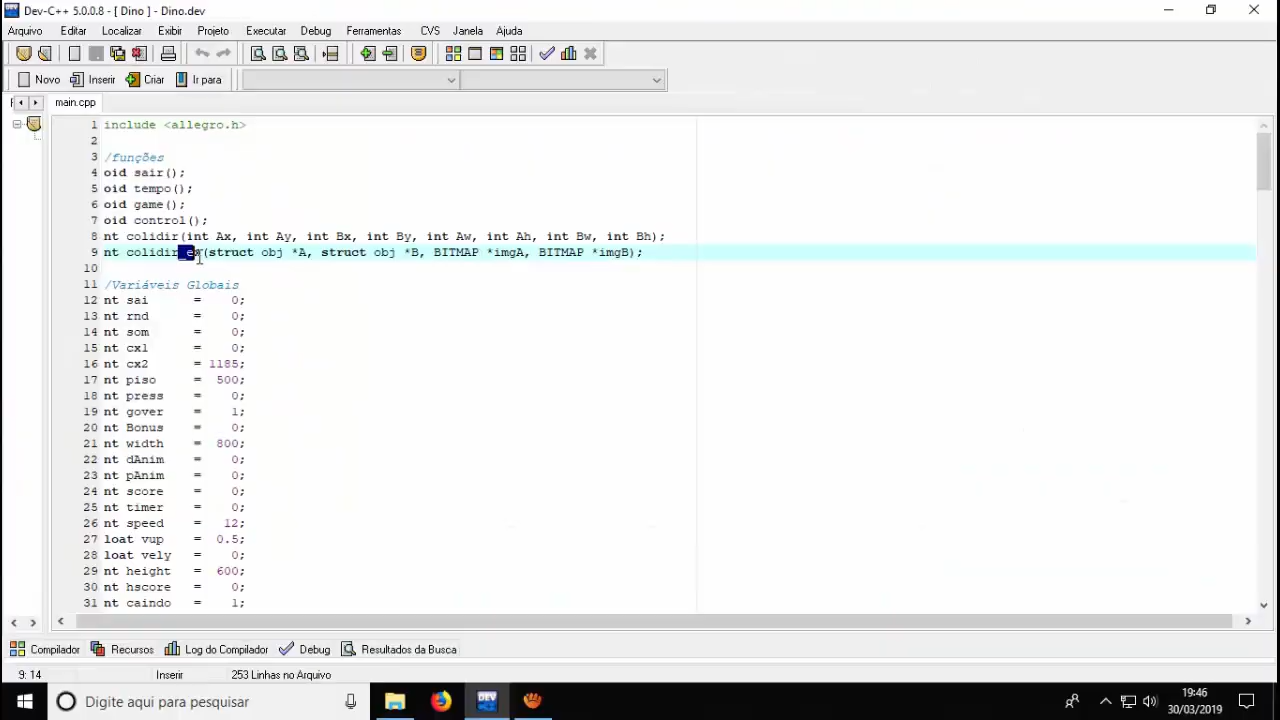 Dev-C++ 5.0.0.8 - [ Dino ] - Dino.dev
Arquivo Editar Localizar Exibir Projeto Executar Debug Ferramentas CVS Janela Ajuda
Novo Inserir Criar Ir para
main.cpp
1 include <allegro.h>
2
3 /funções
4 oid sair();
5 oid tempo();
6 oid game();
7 oid control();
8 nt colidir(int Ax, int Ay, int Bx, int By, int Aw, int Ah, int Bw, int Bh);
9 nt colidir_ex(struct obj *A, struct obj *B, BITMAP *imgA, BITMAP *imgB);
10
11 /Variáveis Globais
12 nt sai = 0;
13 nt rnd = 0;
14 nt som = 0;
15 nt cx1 = 0;
16 nt cx2 = 1185;
17 nt piso = 500;
18 nt press = 0;
19 nt gover = 1;
20 nt Bonus = 0;
21 nt width = 800;
22 nt dAnim = 0;
23 nt pAnim = 0;
24 nt score = 0;
25 nt timer = 0;
26 nt speed = 12;
27 loat vup = 0.5;
28 loat vely = 0;
29 nt height = 600;
30 nt hscore = 0;
31 nt caindo = 1;
Compilador Recursos Log do Compilador Debug Resultados da Busca
9: 14 Inserir 253 Linhas no Arquivo
Digite aqui para pesquisar
DEV
19:46
30/03/2019